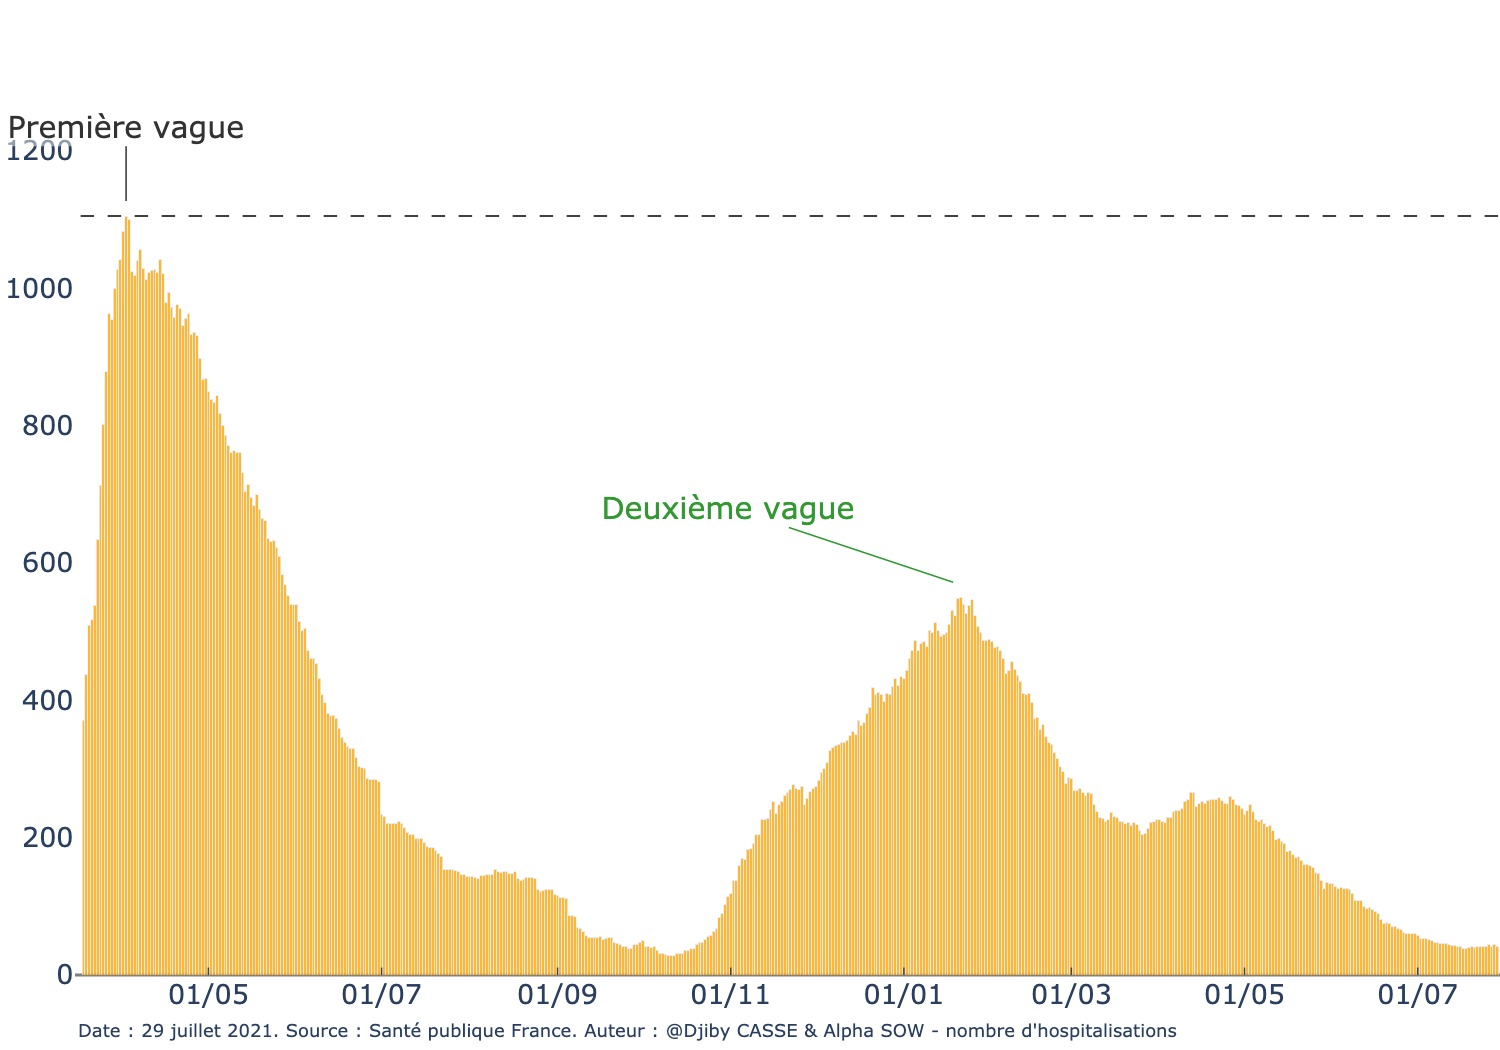 Première vague
1200
1000
800
Deuxième vague
600
400
200
0
01/05 01/07 01/09 01/11 01/01 01/03 01/05 01/07
Date : 29 juillet 2021. Source : Santé publique France. Auteur : @Djiby CASSE & Alpha SOW - nombre d'hospitalisations